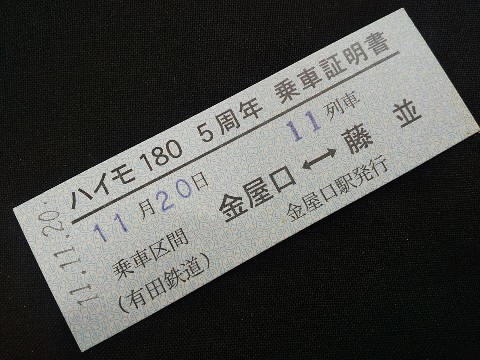 ハイモ180 5周年 乗車証明書
11.11.20.
11月20日 11列車
乗車区間 金屋口↔藤並
(有田鉄道) 金屋口駅発行